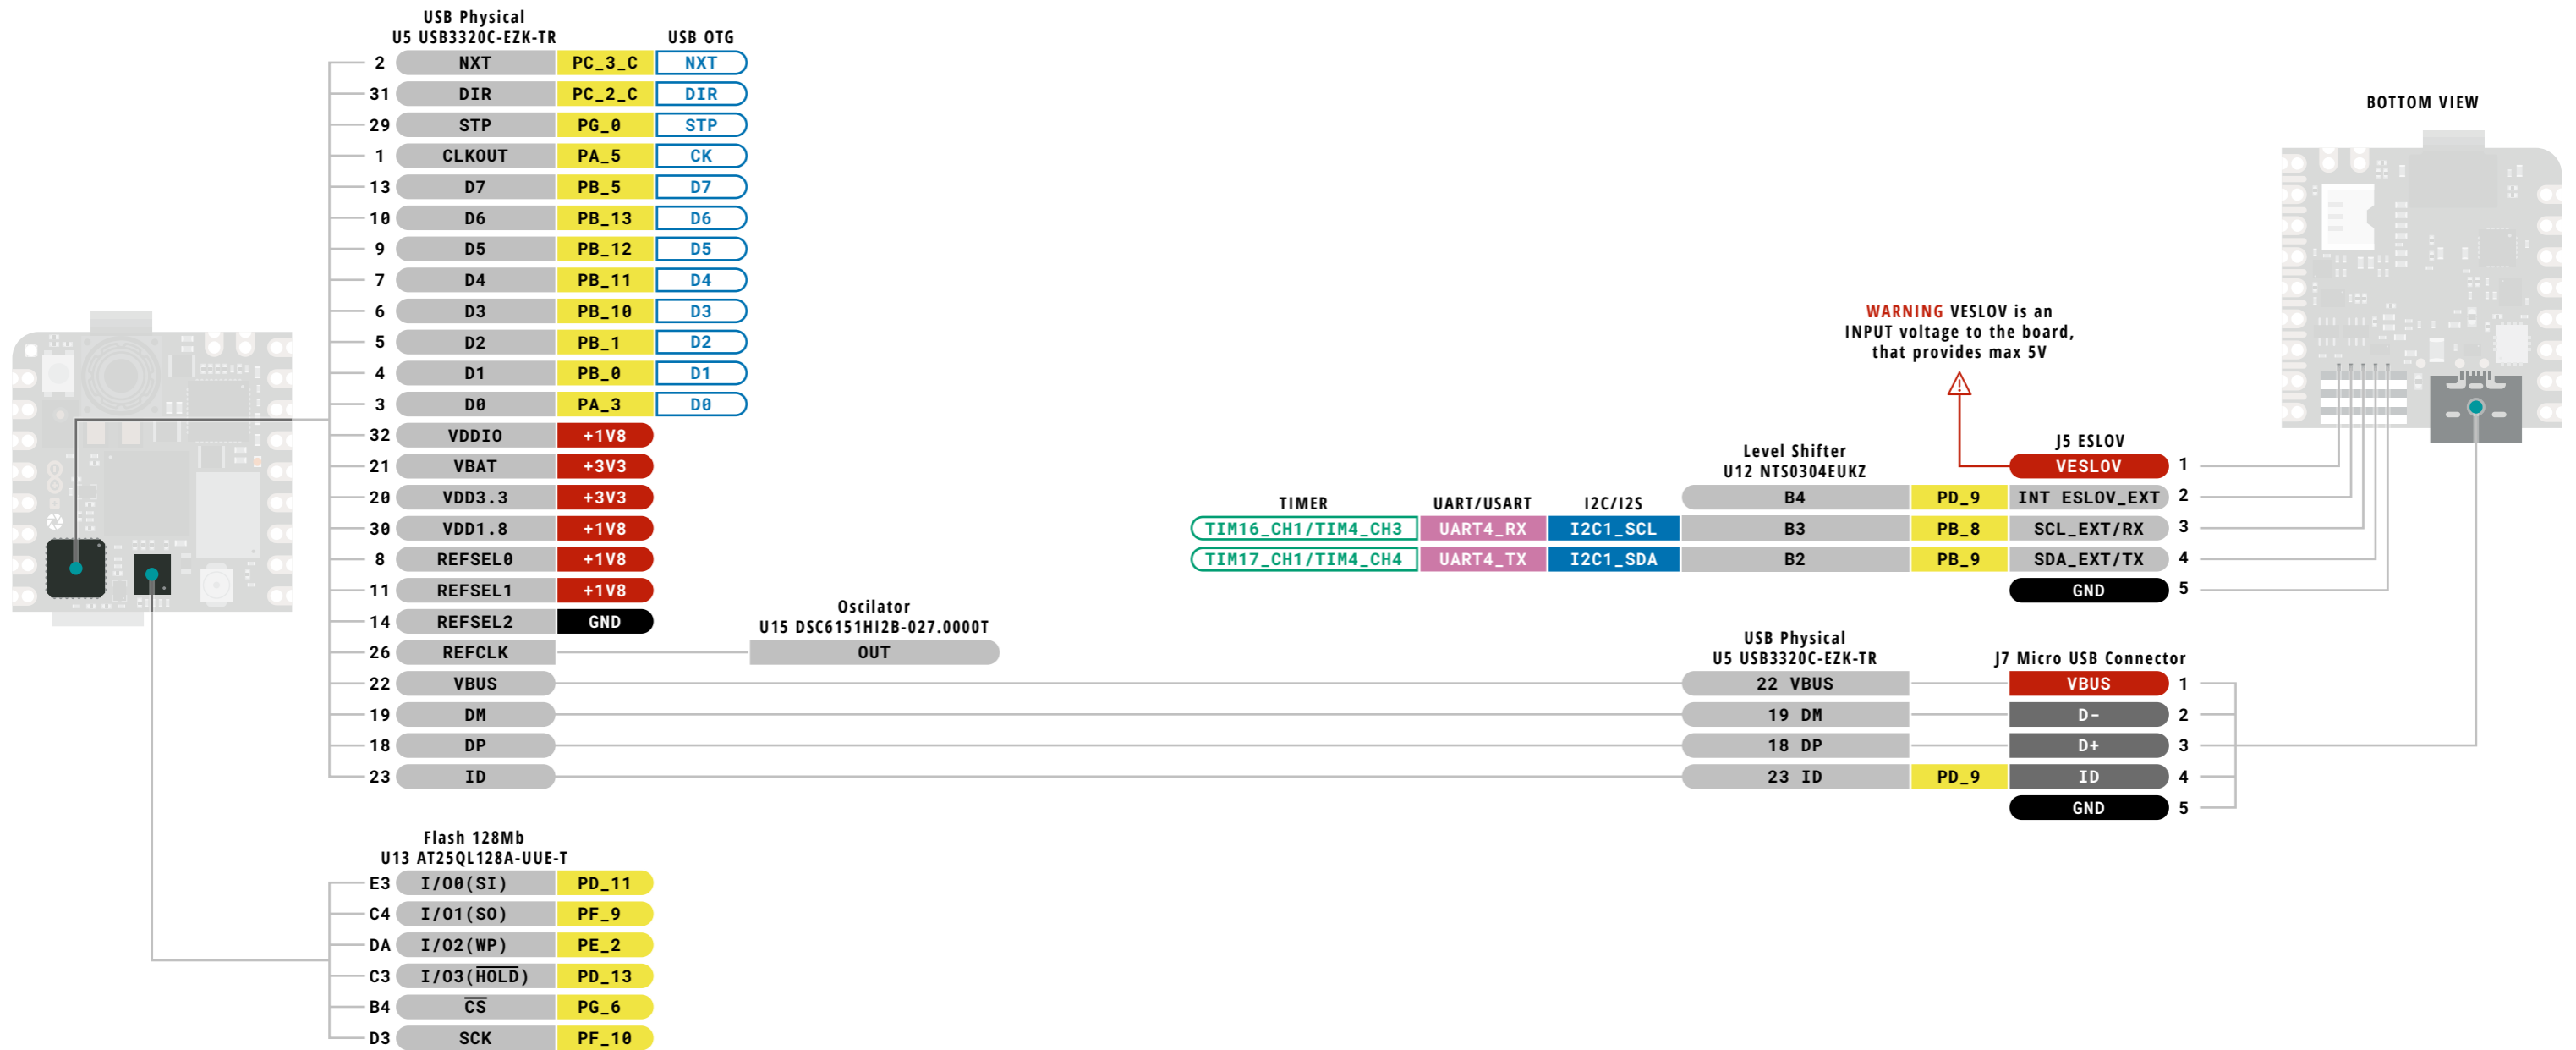 USB Physical
U5 USB3320C-EZK-TR USB OTG
2 NXT PC_3_C NXT
31 DIR PC_2_C DIR
29 STP PG_0 STP
1 CLKOUT PA_5 CK
13 D7 PB_5 D7
10 D6 PB_13 D6
9 D5 PB_12 D5
7 D4 PB_11 D4
6 D3 PB_10 D3
5 D2 PB_1 D2
4 D1 PB_0 D1
3 D0 PA_3 D0
32 VDDIO +1V8
21 VBAT +3V3
20 VDD3.3 +3V3
30 VDD1.8 +1V8
8 REFSEL0 +1V8
11 REFSEL1 +1V8
14 REFSEL2 GND
Oscilator
U15 DSC6151HI2B-027.0000T
26 REFCLK OUT
22 VBUS
19 DM
18 DP
23 ID
Flash 128Mb
U13 AT25QL128A-UUE-T
E3 I/O0(SI) PD_11
C4 I/O1(SO) PF_9
DA I/O2(WP) PE_2
C3 I/O3(HOLD) PD_13
B4 CS PG_6
D3 SCK PF_10
BOTTOM VIEW
WARNING VESLOV is an
INPUT voltage to the board,
that provides max 5V
J5 ESLOV
VESLOV 1
Level Shifter
U12 NTS0304EUKZ
TIMER UART/USART I2C/I2S
B4 PD_9 INT ESLOV_EXT 2
TIM16_CH1/TIM4_CH3 UART4_RX I2C1_SCL B3 PB_8 SCL_EXT/RX 3
TIM17_CH1/TIM4_CH4 UART4_TX I2C1_SDA B2 PB_9 SDA_EXT/TX 4
GND 5
USB Physical
U5 USB3320C-EZK-TR J7 Micro USB Connector
22 VBUS VBUS 1
19 DM D- 2
18 DP D+ 3
23 ID PD_9 ID 4
GND 5